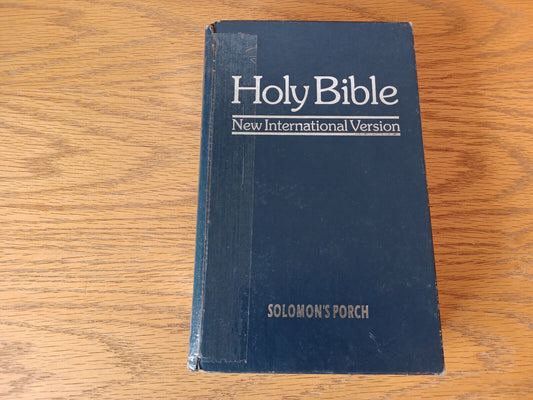 Holy Bible
New International Version
SOLOMON'S PORCH